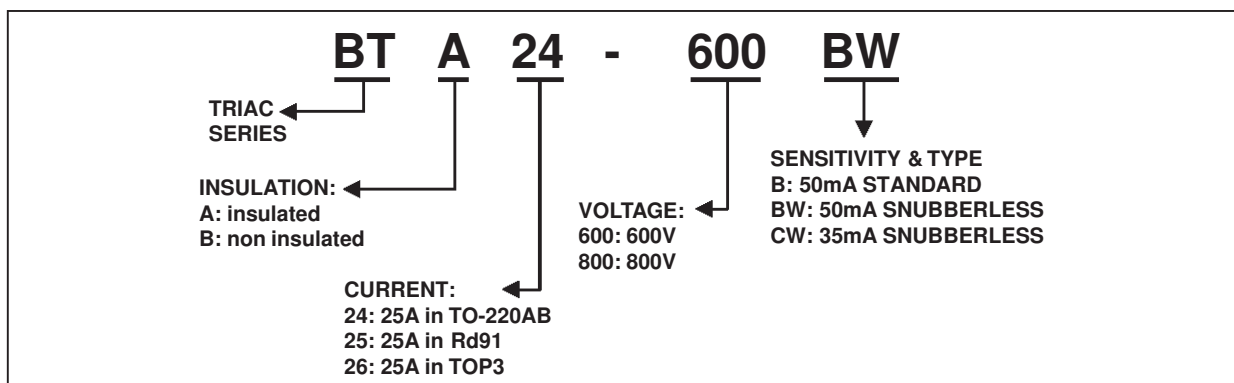 BT A 24 - 600 BW
TRIAC
SERIES
INSULATION:
A: insulated
B: non insulated
CURRENT:
24: 25A in TO-220AB
25: 25A in Rd91
26: 25A in TOP3
VOLTAGE:
600: 600V
800: 800V
SENSITIVITY & TYPE
B: 50mA STANDARD
BW: 50mA SNUBBERLESS
CW: 35mA SNUBBERLESS